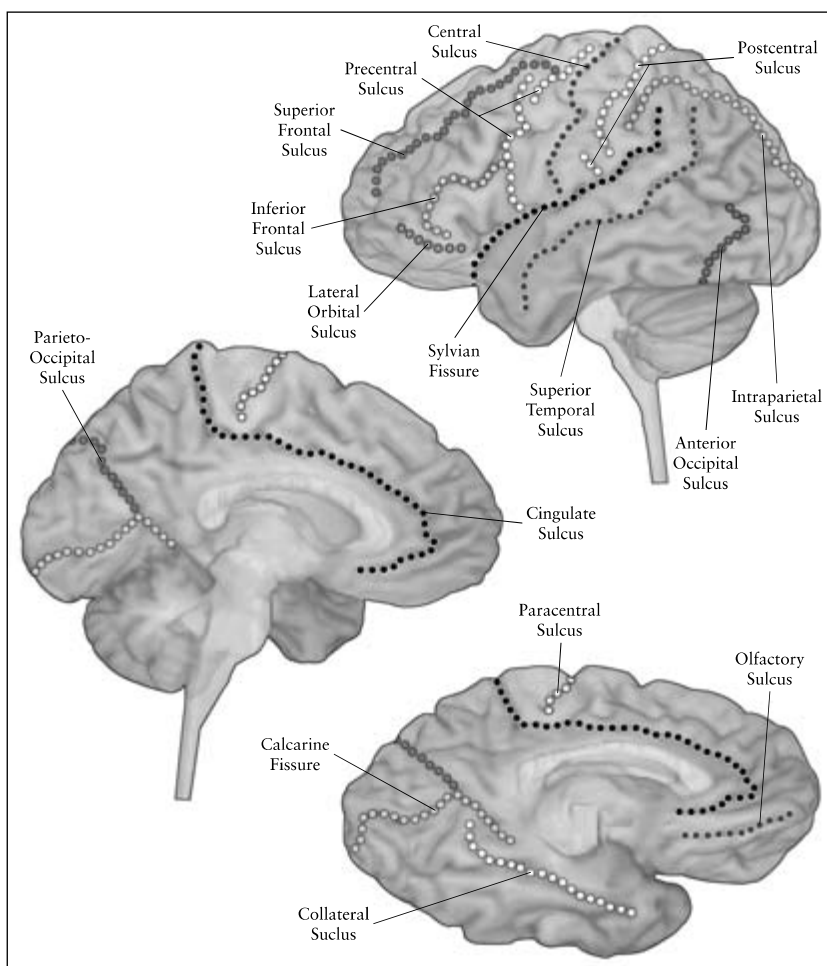 Central
Sulcus
Postcentral
Sulcus
Precentral
Sulcus
Superior
Frontal
Sulcus
Inferior
Frontal
Sulcus
Lateral
Orbital
Sulcus
Parieto-
Occipital
Sulcus
Sylvian
Fissure
Superior
Temporal
Sulcus
Intraparietal
Sulcus
Anterior
Occipital
Sulcus
Cingulate
Sulcus
Paracentral
Sulcus
Olfactory
Sulcus
Calcarine
Fissure
Collateral
Suclus